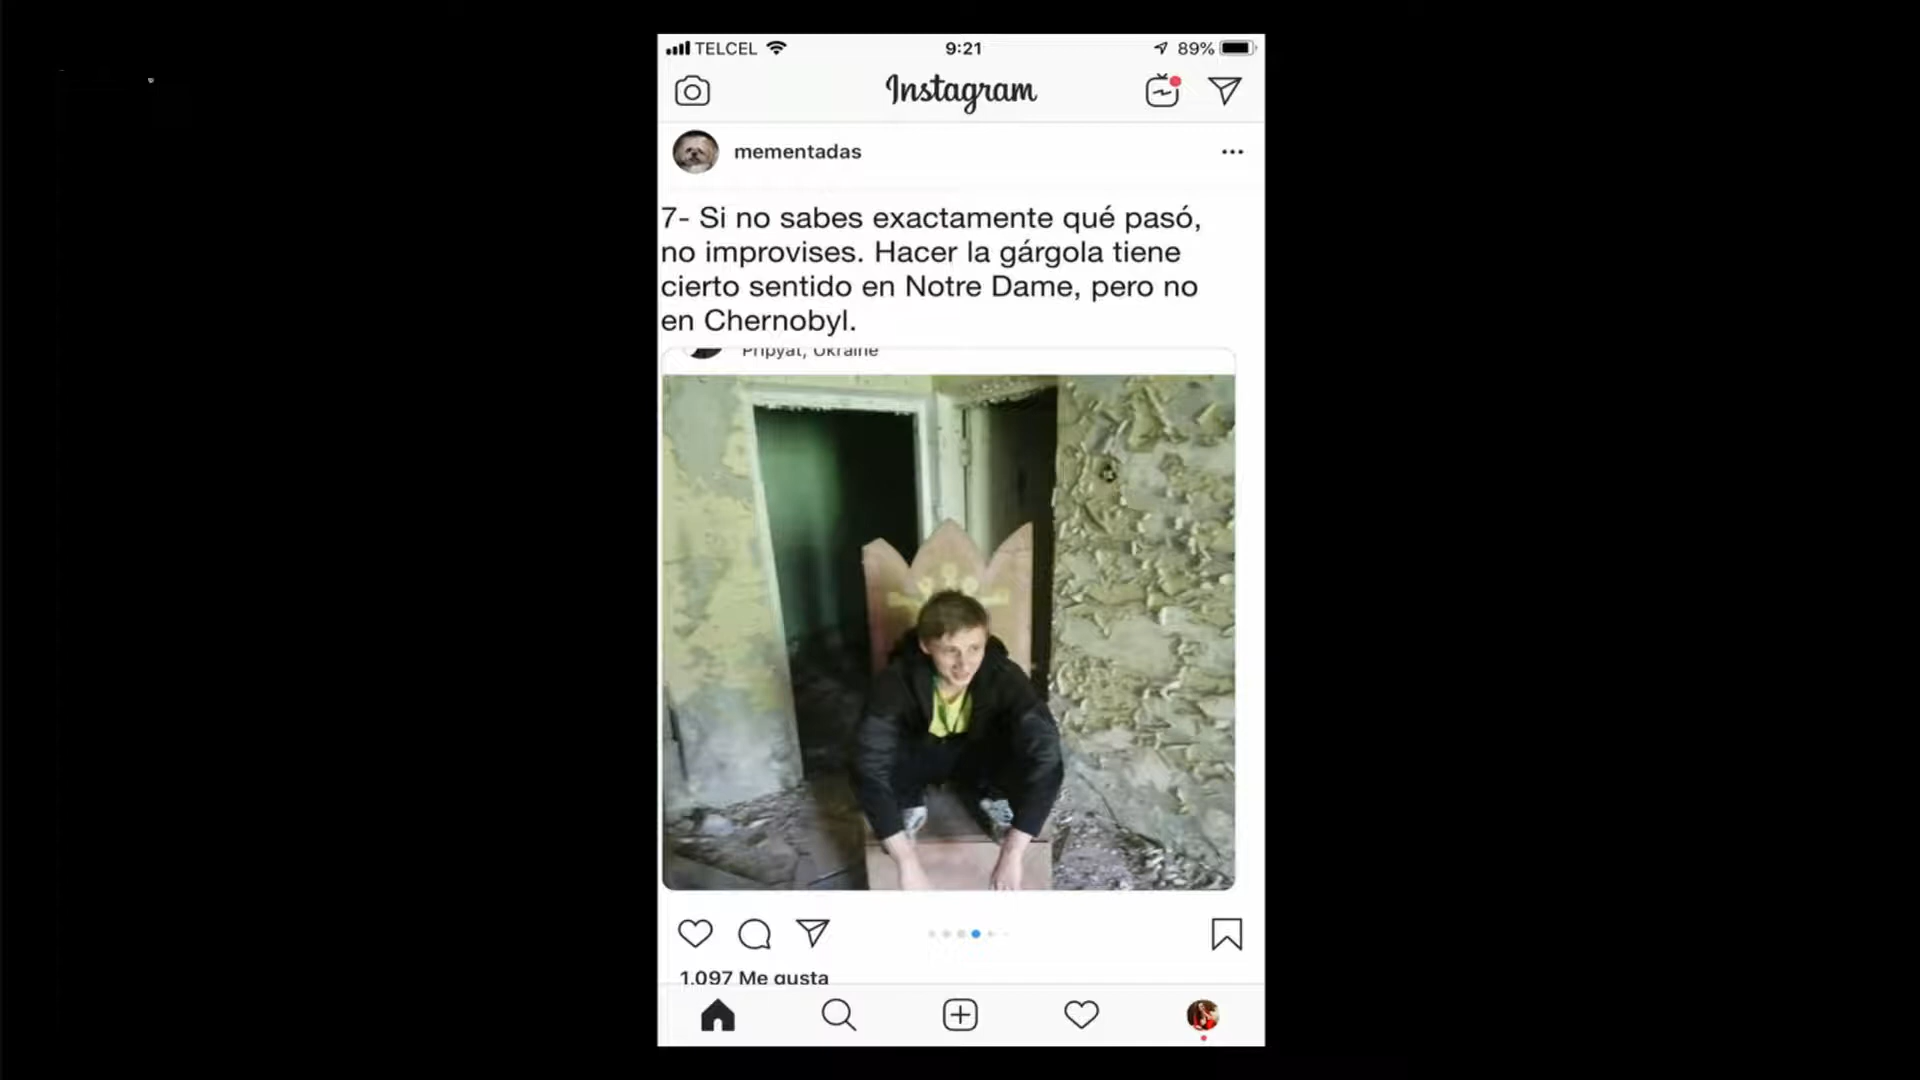 TELCEL 9:21 89%
Instagram
mementadas
7- Si no sabes exactamente qué pasó,
no improvises. Hacer la gárgola tiene
cierto sentido en Notre Dame, pero no
en Chernobyl.
Pripyat, Ukraine
1.097 Me gusta